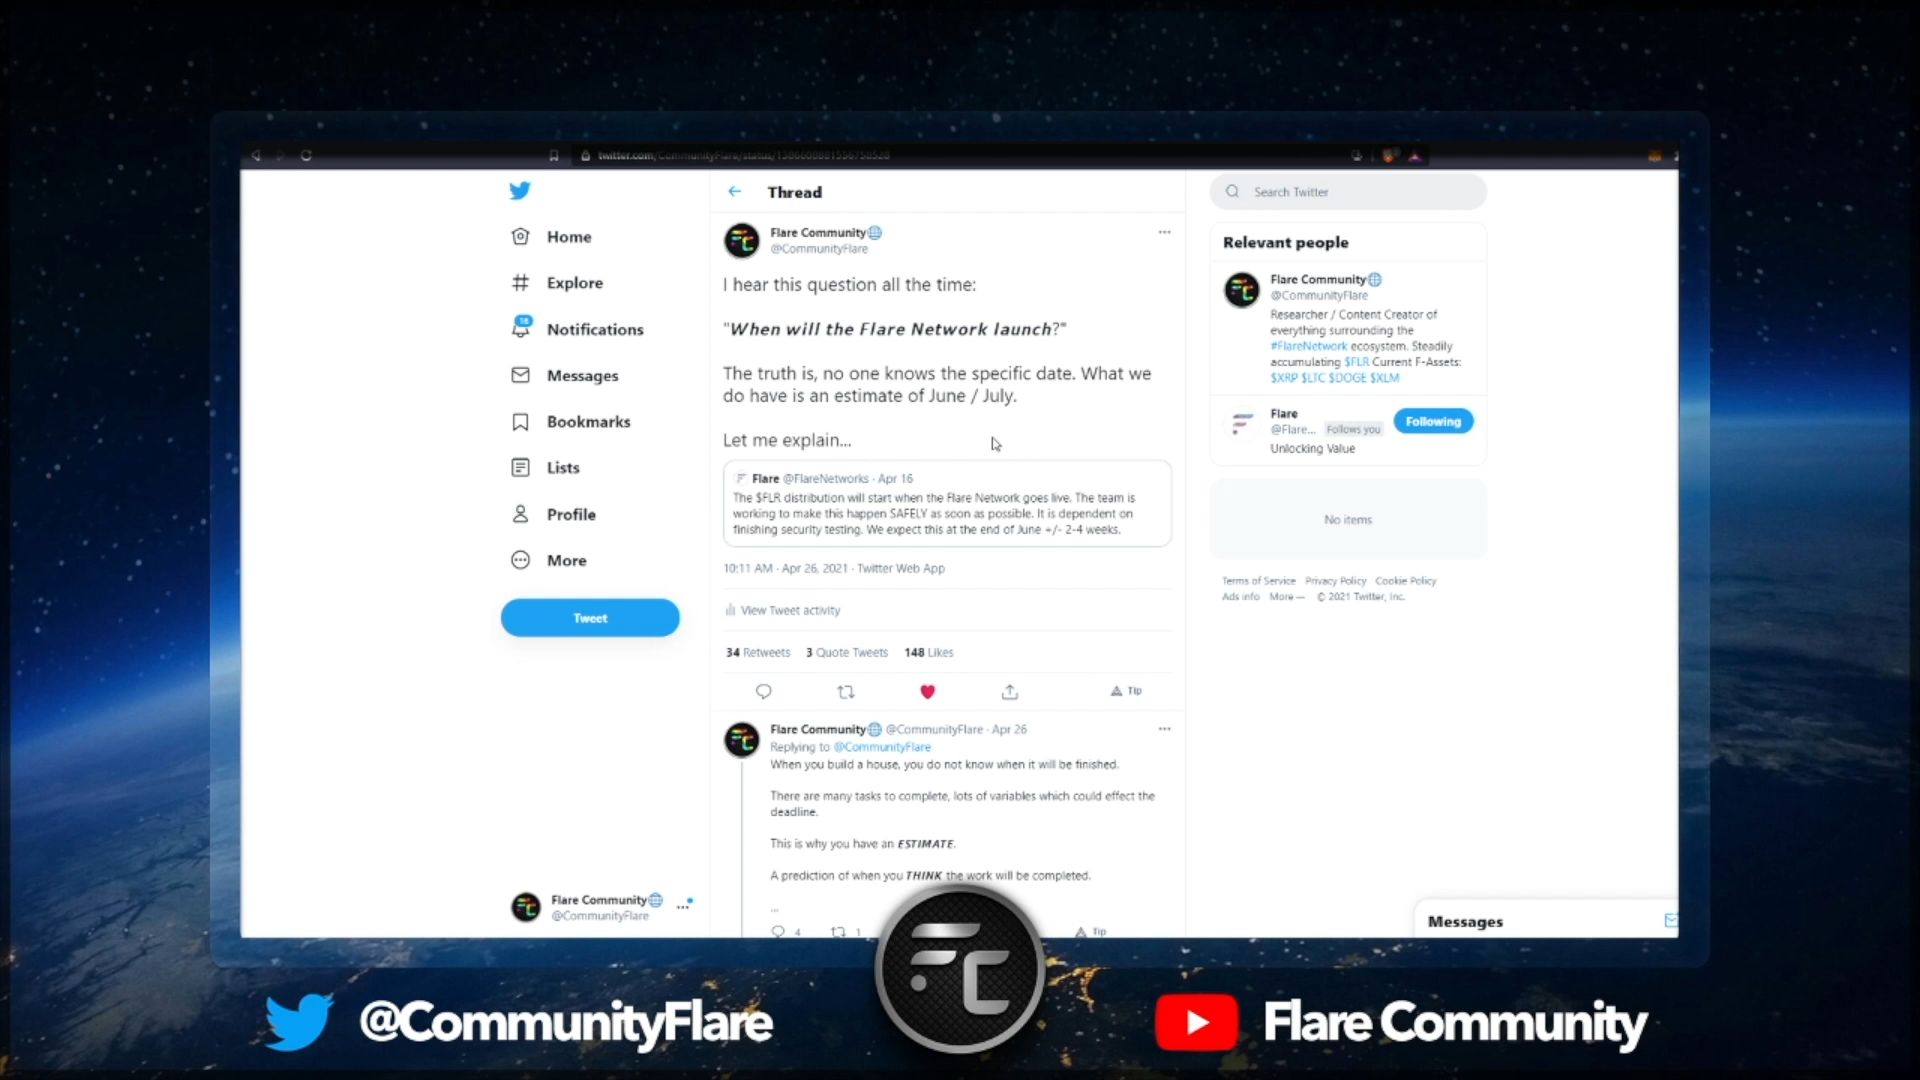 twitter.com/CommunityFlare/status/
Home
Explore
16
Notifications
Messages
Bookmarks
Lists
Profile
More
Tweet
Flare Community
@CommunityFlare
Thread
Flare Community
@CommunityFlare
I hear this question all the time:
"When will the Flare Network launch?"
The truth is, no one knows the specific date. What we
do have is an estimate of June / July.
Let me explain...
Flare @FlareNetworks · Apr 16
The $FLR distribution will start when the Flare Network goes live. The team is
working to make this happen SAFELY as soon as possible. It is dependent on
finishing security testing. We expect this at the end of June +/- 2-4 weeks.
10:11 AM · Apr 26, 2021 · Twitter Web App
View Tweet activity
34 Retweets 3 Quote Tweets 148 Likes
Tip
Flare Community @CommunityFlare · Apr 26
Replying to @CommunityFlare
When you build a house, you do not know when it will be finished.
There are many tasks to complete, lots of variables which could effect the
deadline.
This is why you have an ESTIMATE.
A prediction of when you THINK the work will be completed.
...
4 1 Tip
Search Twitter
Relevant people
Flare Community
@CommunityFlare
Researcher / Content Creator of
everything surrounding the
#FlareNetwork ecosystem. Steadily
accumulating $FLR Current F-Assets:
$XRP $LTC $DOGE $XLM
Flare
@Flare... Follows you
Following
Unlocking Value
No items
Terms of Service Privacy Policy Cookie Policy
Ads info More — © 2021 Twitter, Inc.
Messages
FC
@CommunityFlare
Flare Community